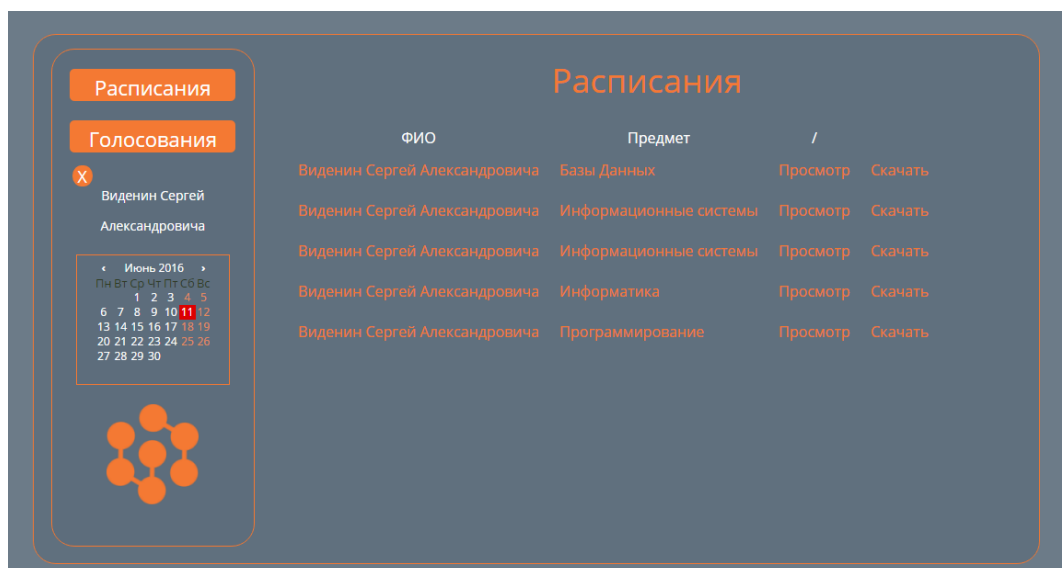 Расписания
Голосования
X
Виденин Сергей
Александровича
‹ Июнь 2016 ›
Пн Вт Ср Чт Пт Сб Вс
1 2 3 4 5
6 7 8 9 10 11 12
13 14 15 16 17 18 19
20 21 22 23 24 25 26
27 28 29 30
Расписания
ФИО Предмет /
Виденин Сергей Александровича Базы Данных Просмотр Скачать
Виденин Сергей Александровича Информационные системы Просмотр Скачать
Виденин Сергей Александровича Информационные системы Просмотр Скачать
Виденин Сергей Александровича Информатика Просмотр Скачать
Виденин Сергей Александровича Программирование Просмотр Скачать